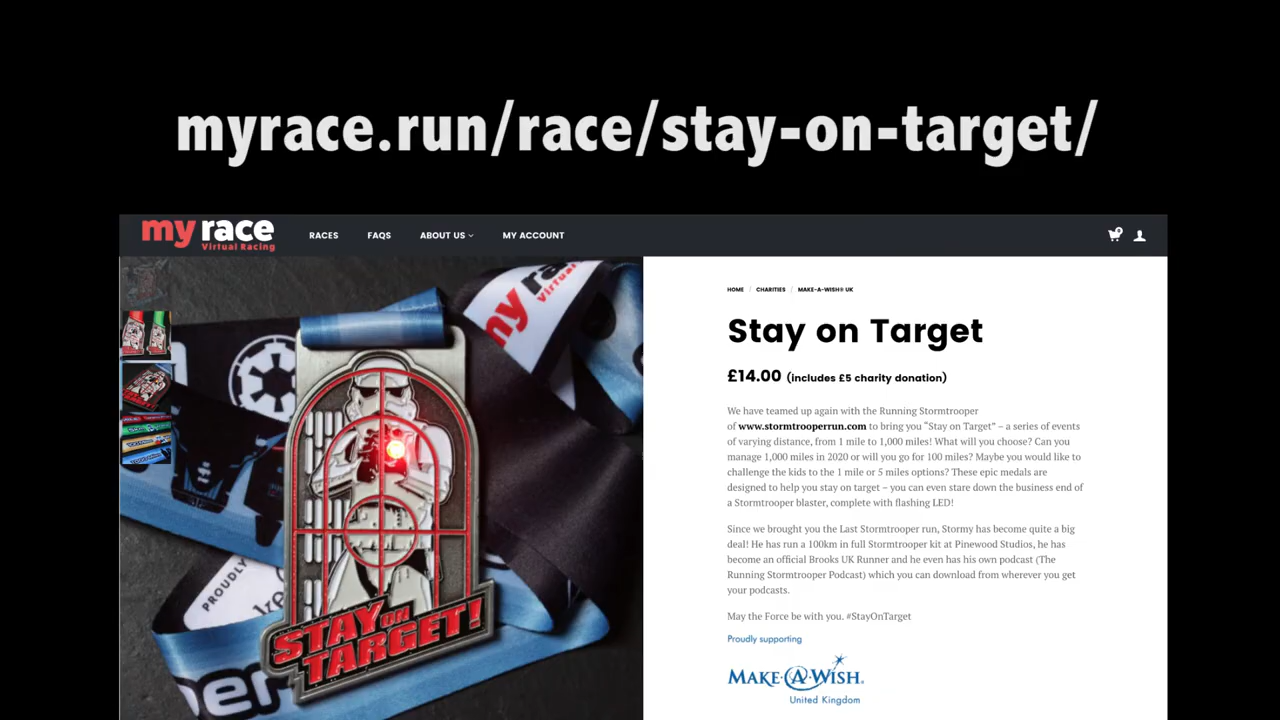 myrace.run/race/stay-on-target/
my race
Virtual Racing
RACES FAQS ABOUT US MY ACCOUNT
0
HOME / CHARITIES / MAKE-A-WISH® UK
Stay on Target
£14.00 (includes £5 charity donation)
We have teamed up again with the Running Stormtrooper
of www.stormtrooperrun.com to bring you “Stay on Target” – a series of events
of varying distance, from 1 mile to 1,000 miles! What will you choose? Can you
manage 1,000 miles in 2020 or will you go for 100 miles? Maybe you would like to
challenge the kids to the 1 mile or 5 miles options? These epic medals are
designed to help you stay on target – you can even stare down the business end of
a Stormtrooper blaster, complete with flashing LED!
Since we brought you the Last Stormtrooper run, Stormy has become quite a big
deal! He has run a 100km in full Stormtrooper kit at Pinewood Studios, he has
become an official Brooks UK Runner and he even has his own podcast (The
Running Stormtrooper Podcast) which you can download from wherever you get
your podcasts.
May the Force be with you. #StayOnTarget
Proudly supporting
MAKE·A·WISH.
United Kingdom
my ra
Virtual
PROUDLY
STAY ON
TARGET!
per